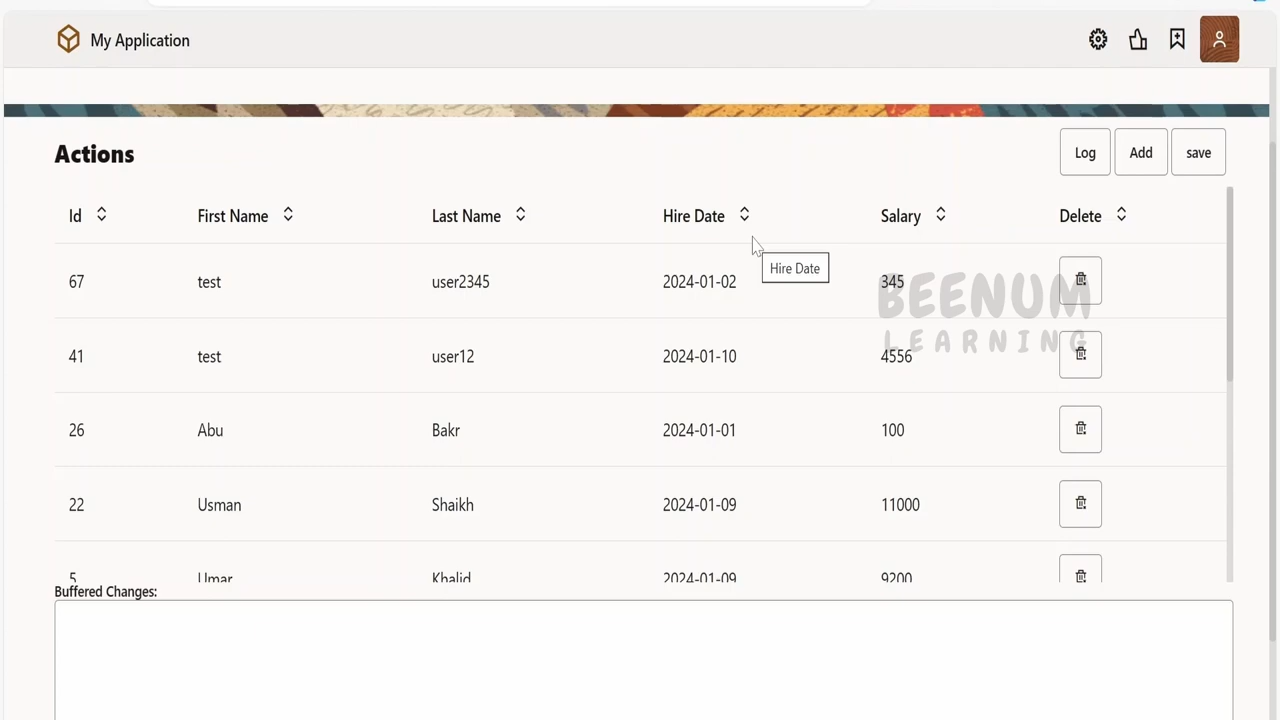 My Application
Actions
Log Add save
Id First Name Last Name Hire Date Salary Delete
Hire Date
67 test user2345 2024-01-02 345
41 test user12 2024-01-10 4556
26 Abu Bakr 2024-01-01 100
22 Usman Shaikh 2024-01-09 11000
5 Umar Khalid 2024-01-09 9200
BEENUM
LEARNING
Buffered Changes: